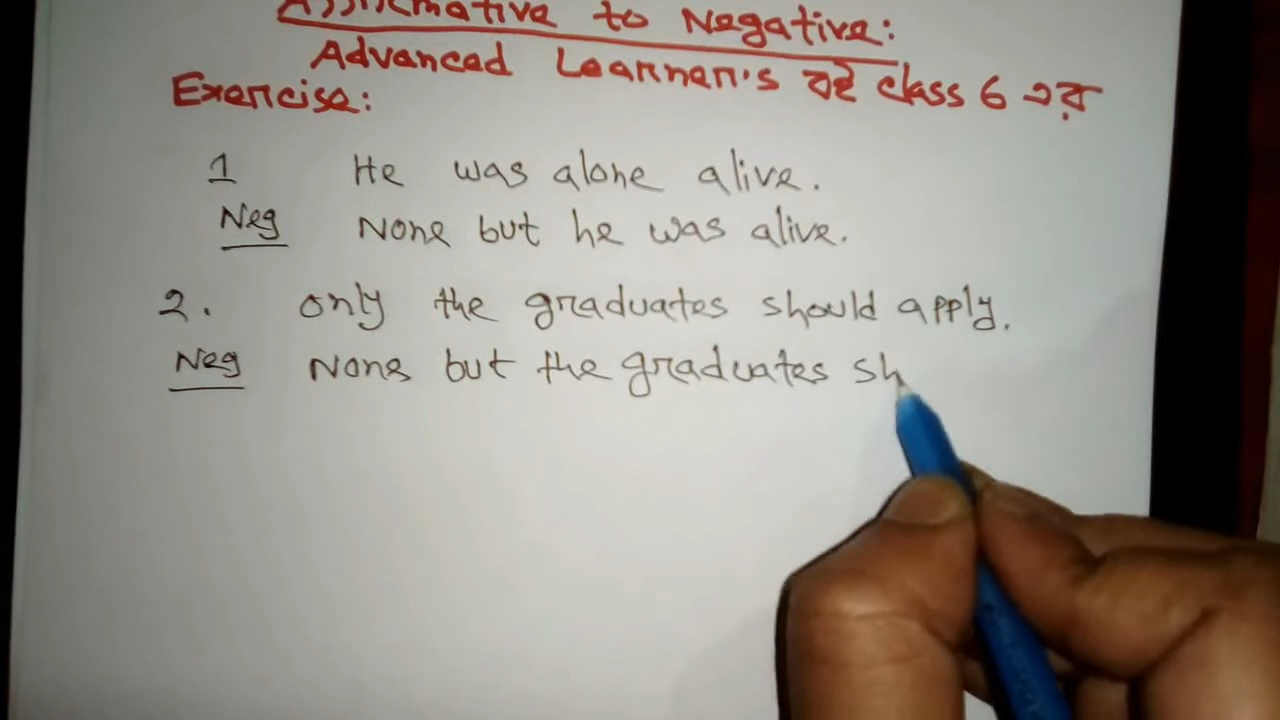 Affirmative to Negative:
Advanced Learner's বই class 6 এর
Exercise:
1 He was alone alive.
Neg None but he was alive.
2. only the graduates should apply.
Neg None but the graduates sh